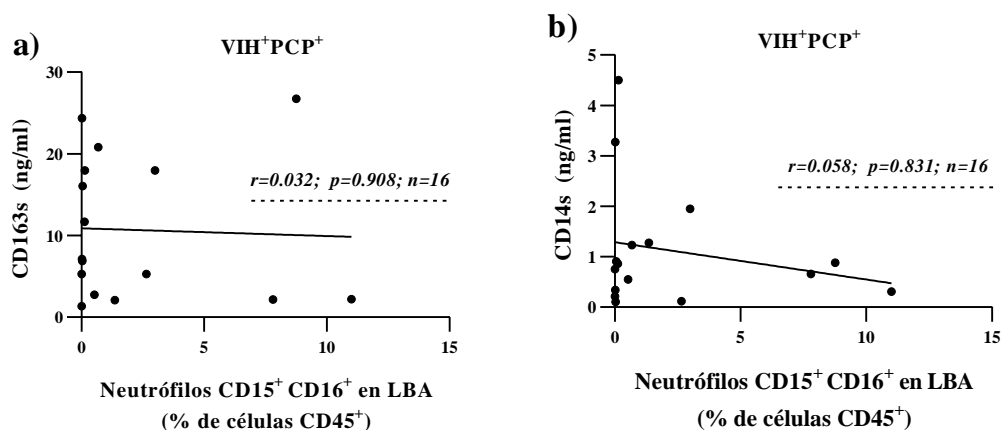 a)
VIH⁺PCP⁺
30
20
10
0
CD163s (ng/ml)
r=0.032; p=0.908; n=16
0 5 10 15
Neutrófilos CD15⁺ CD16⁺ en LBA
(% de células CD45⁺)
b)
VIH⁺PCP⁺
5
4
3
2
1
0
CD14s (ng/ml)
r=0.058; p=0.831; n=16
0 5 10 15
Neutrófilos CD15⁺ CD16⁺ en LBA
(% de células CD45⁺)